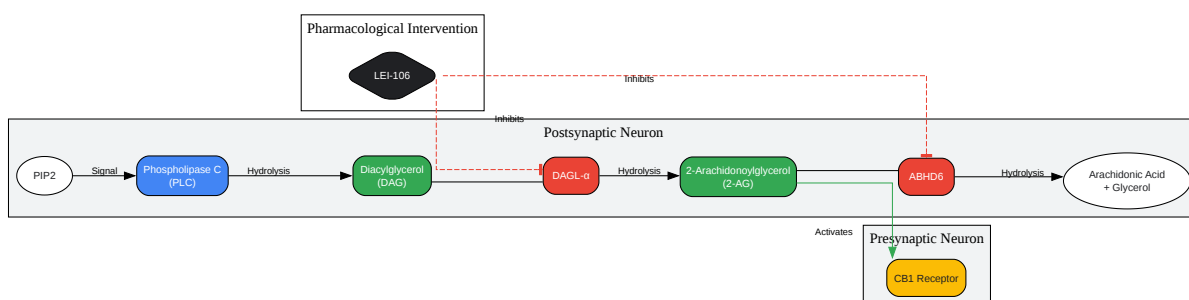 Pharmacological Intervention
LEI-106
Inhibits
Inhibits
Postsynaptic Neuron
PIP2
Signal
Phospholipase C
(PLC)
Hydrolysis
Diacylglycerol
(DAG)
DAGL-α
Hydrolysis
2-Arachidonoylglycerol
(2-AG)
ABHD6
Hydrolysis
Arachidonic Acid
+ Glycerol
Activates
Presynaptic Neuron
CB1 Receptor